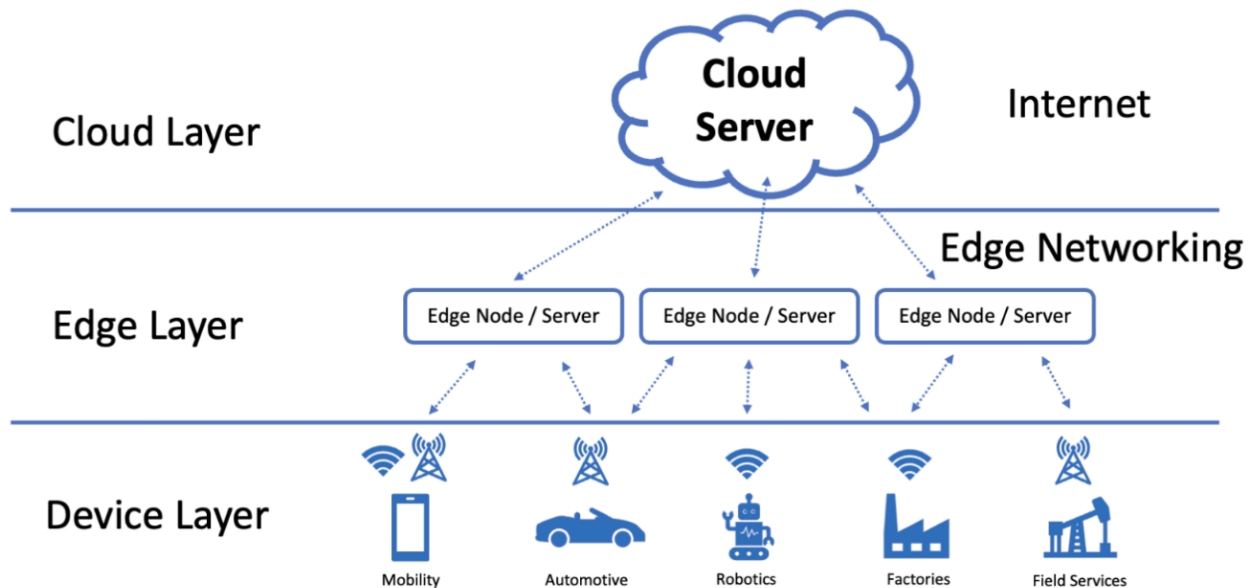 Cloud
Server
Internet
Cloud Layer
Edge Networking
Edge Layer
Edge Node / Server
Edge Node / Server
Edge Node / Server
Device Layer
Mobility
Automotive
Robotics
Factories
Field Services